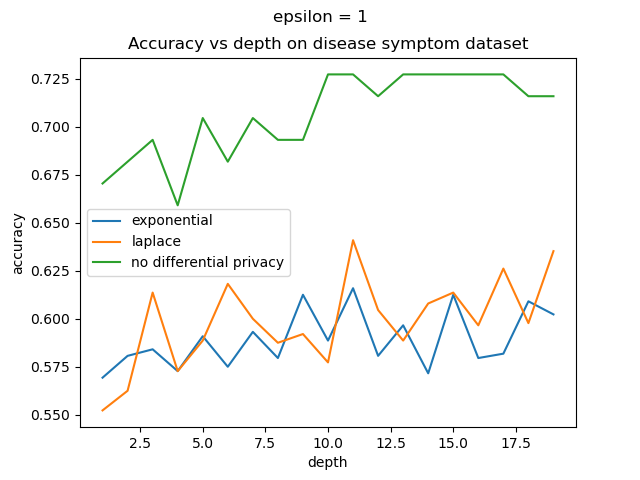 epsilon = 1
Accuracy vs depth on disease symptom dataset
0.725
0.700
0.675
0.650
0.625
0.600
0.575
0.550
accuracy
exponential
laplace
no differential privacy
2.5 5.0 7.5 10.0 12.5 15.0 17.5
depth